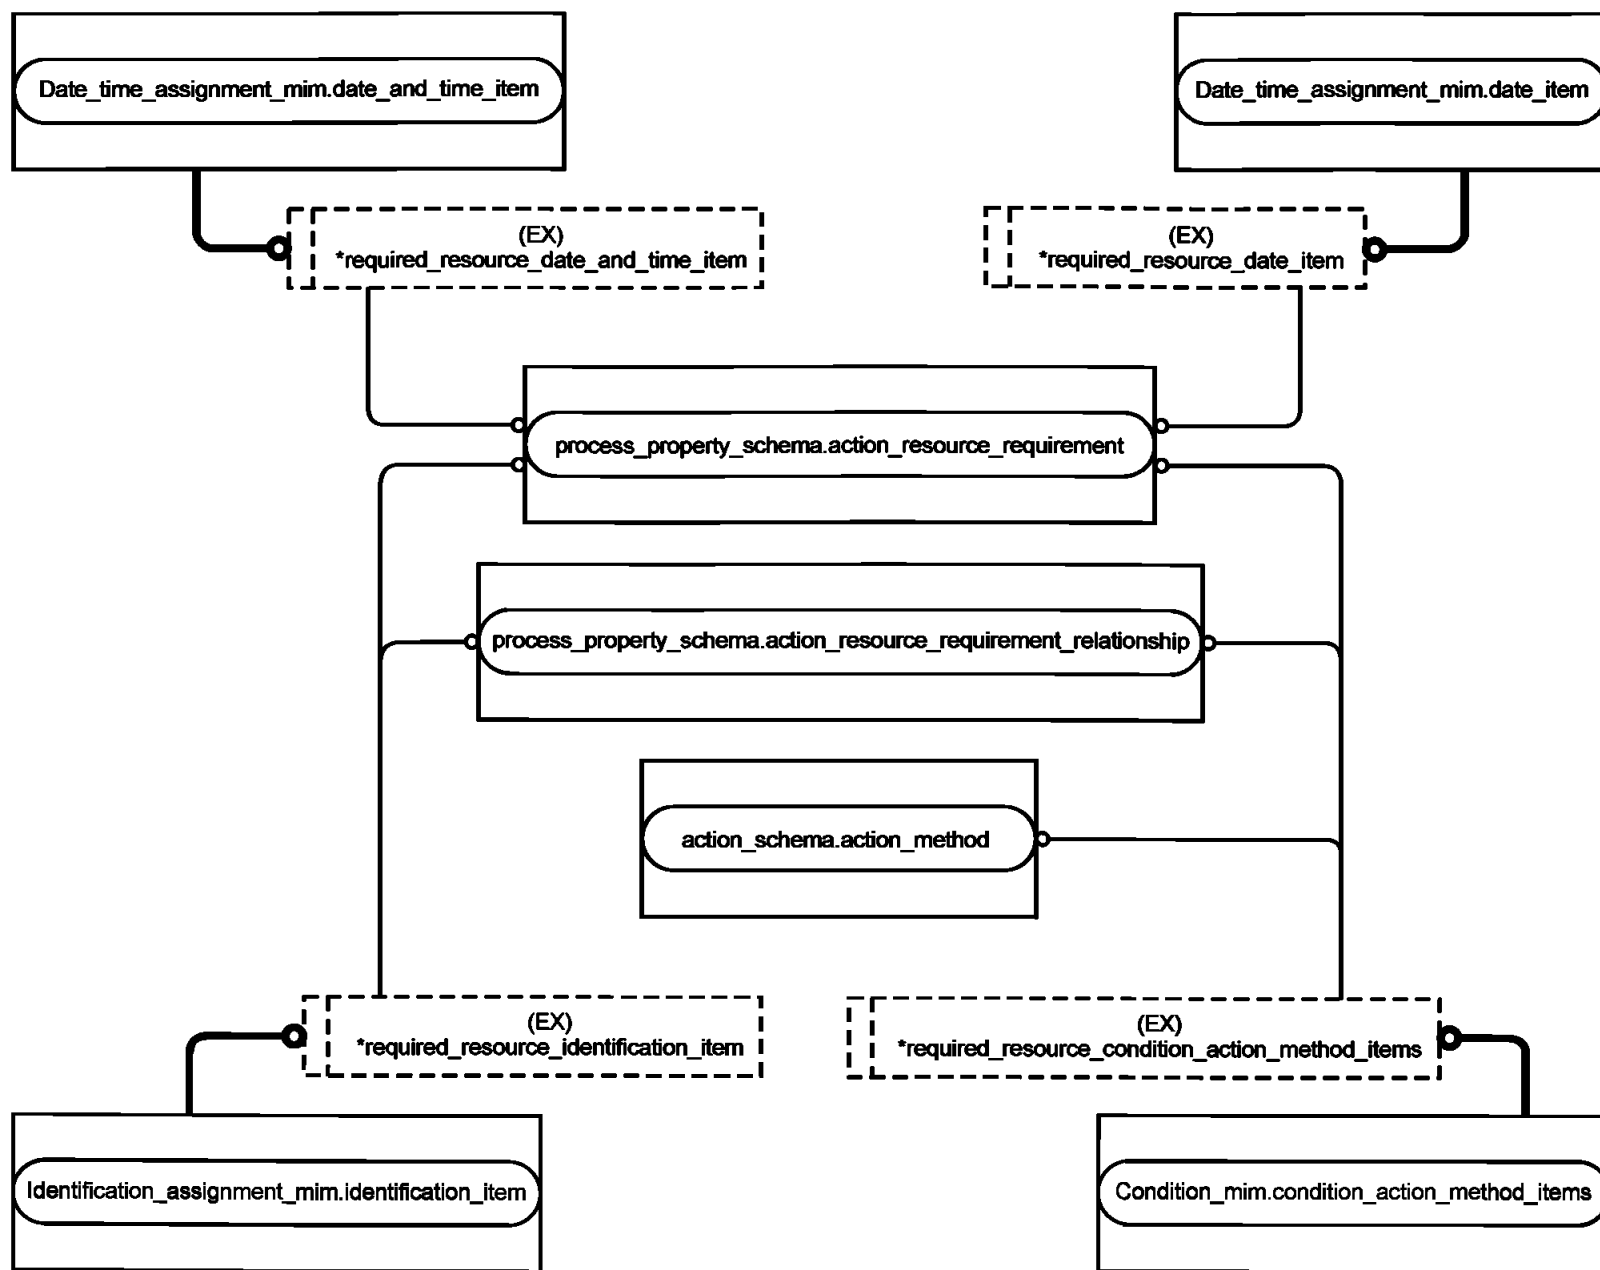 Date_time_assignment_mim.date_and_time_item
Date_time_assignment_mim.date_item
(EX)
*required_resource_date_and_time_item
(EX)
*required_resource_date_item
process_property_schema.action_resource_requirement
process_property_schema.action_resource_requirement_relationship
action_schema.action_method
(EX)
*required_resource_identification_item
(EX)
*required_resource_condition_action_method_items
Identification_assignment_mim.identification_item
Condition_mim.condition_action_method_items